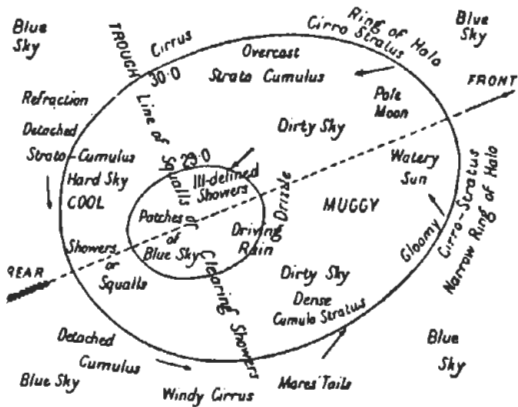 Blue
Sky
TROUGH
Cirrus
Ring of Halo
Cirro Stratus
Blue
Sky
Overcast
Strato Cumulus
30.0
FRONT
Refraction
Pale
Moon
Detached
Strato-Cumulus
Line of Squalls or Clearing Showers
29.0
Dirty Sky
Hard Sky
COOL
Ill-defined
Showers
Watery
Sun
Patches
of
Blue Sky
Driving
Rain
or Drizzle
MUGGY
Gloomy
Cirro-Stratus
Narrow Ring of Halo
Showers
or
Squalls
REAR
Dirty Sky
Dense
Cumulo Stratus
Detached
Cumulus
Blue Sky
Windy Cirrus
Mares' Tails
Blue
Sky